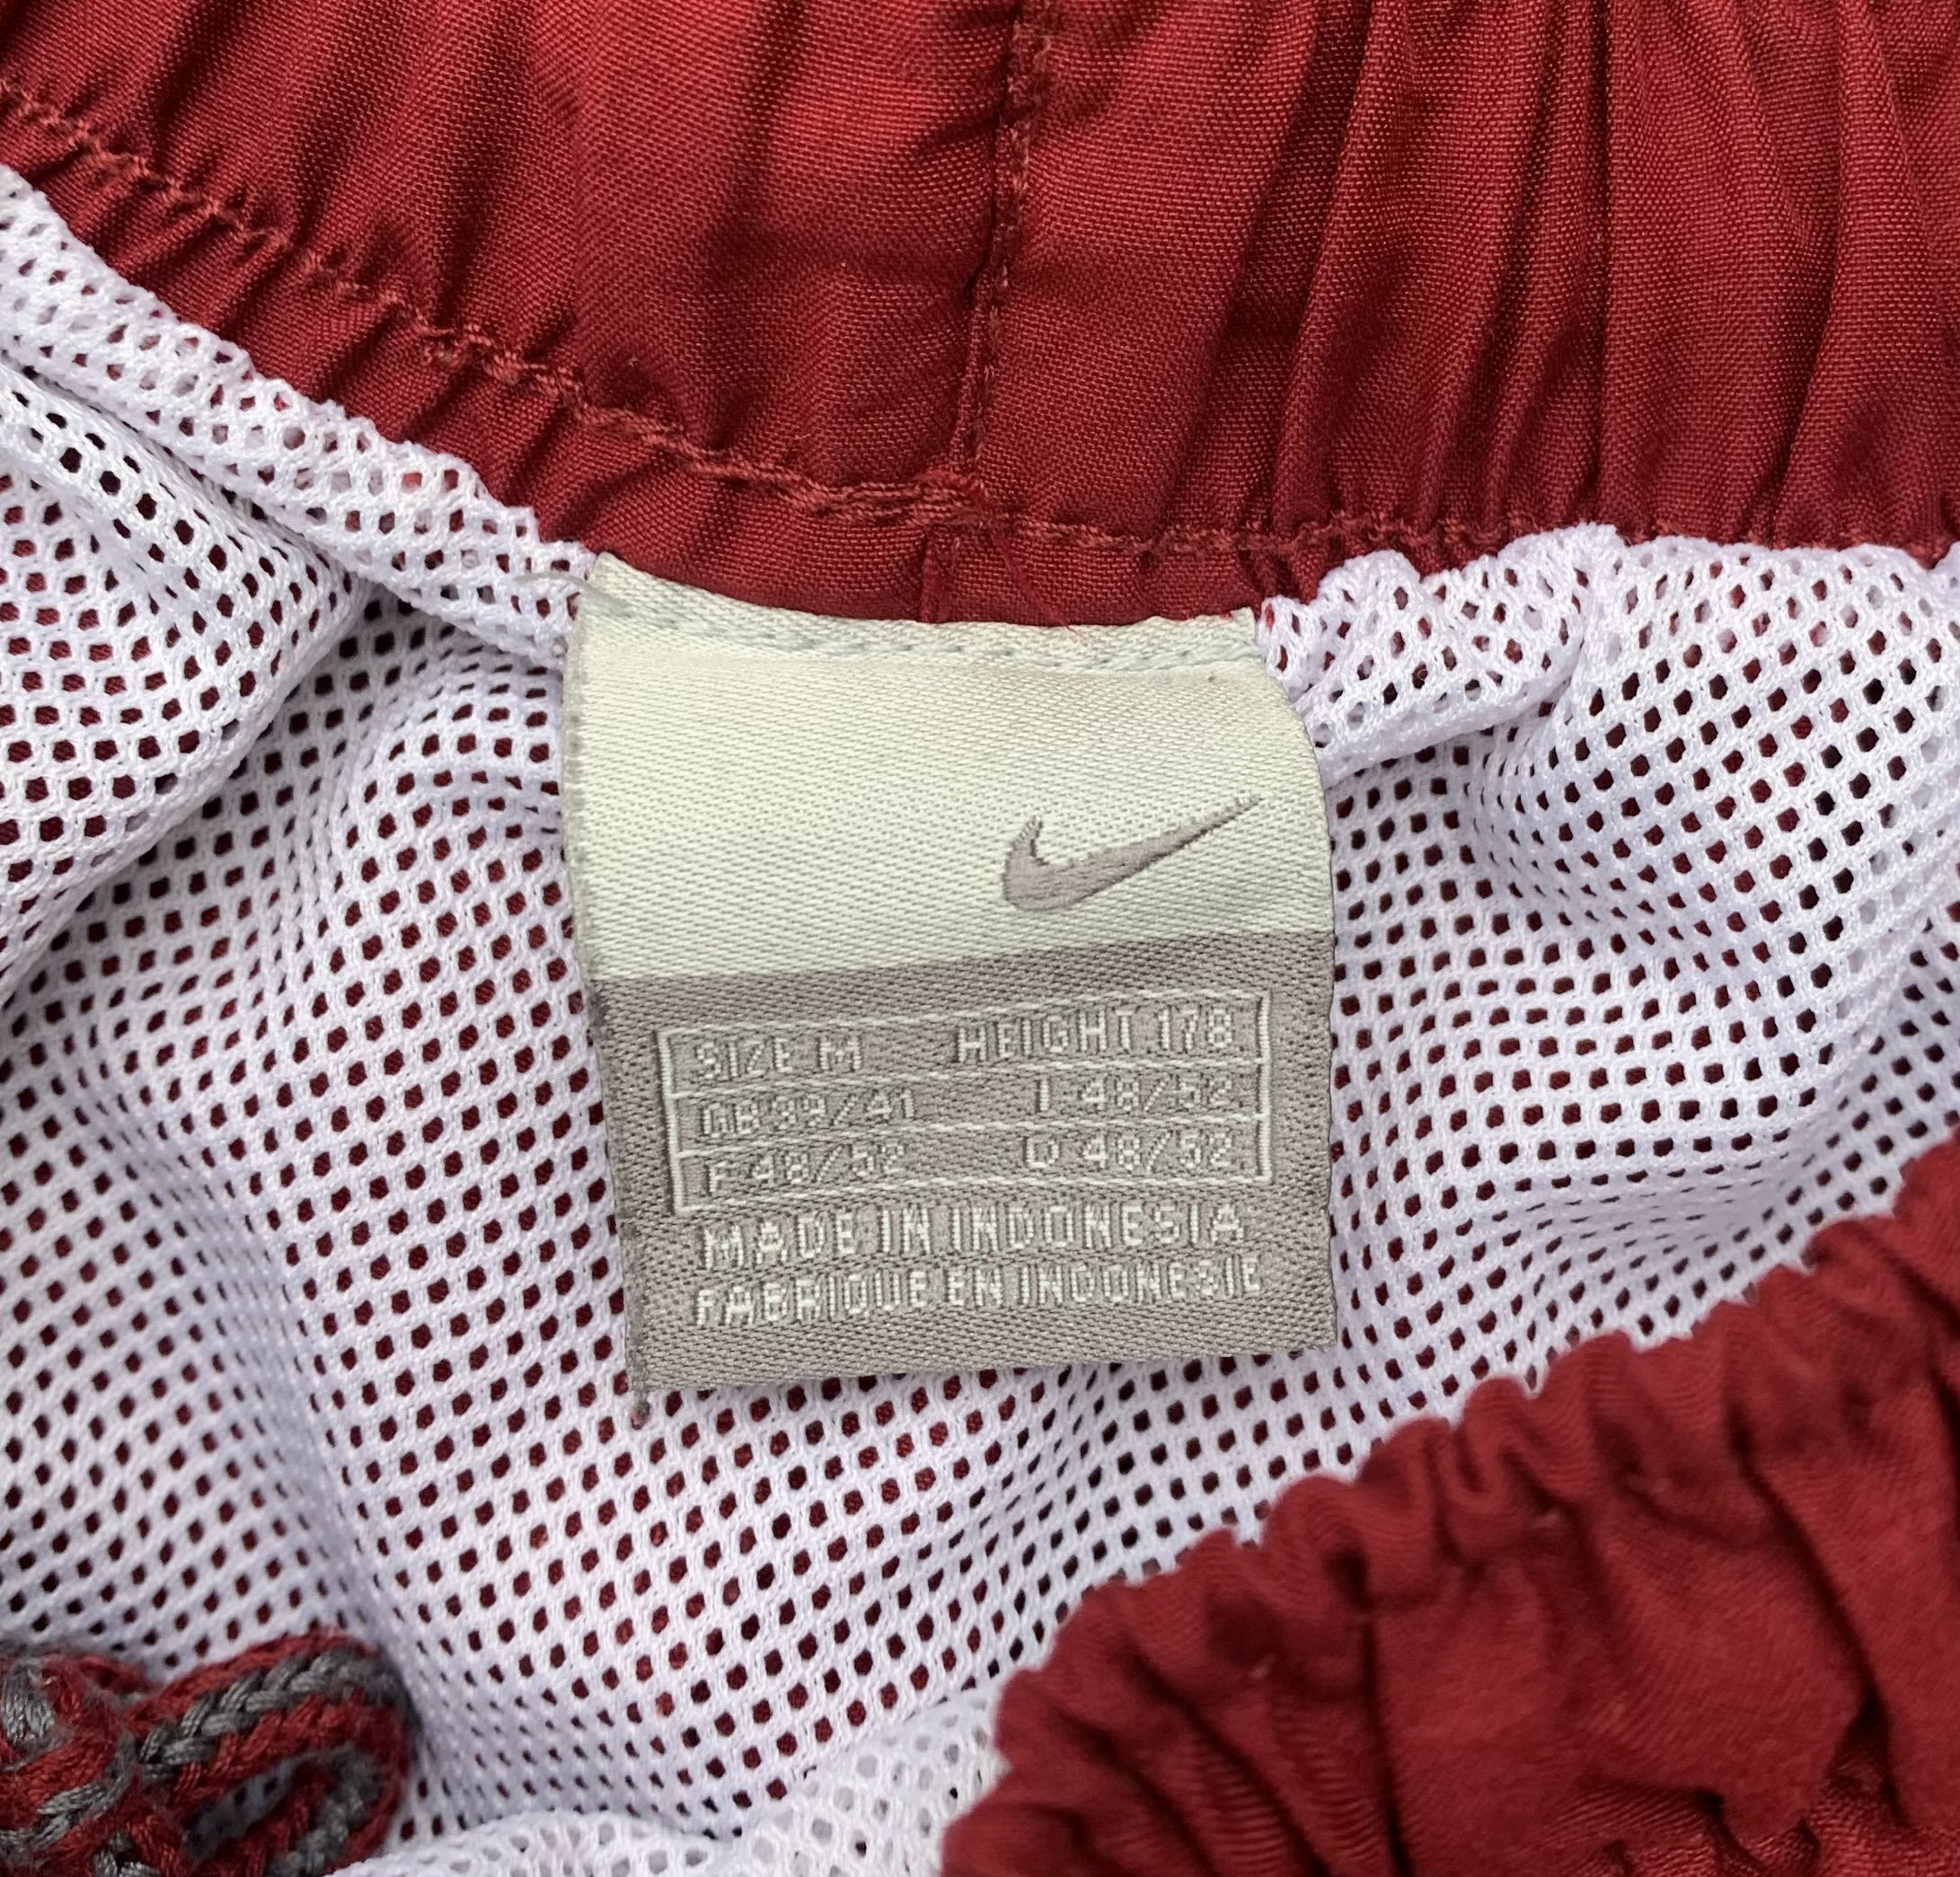 SIZE M HEIGHT 178
GB 39/41 I 48/52
F 48/52 D 48/52
MADE IN INDONESIA
FABRIQUE EN INDONESIE